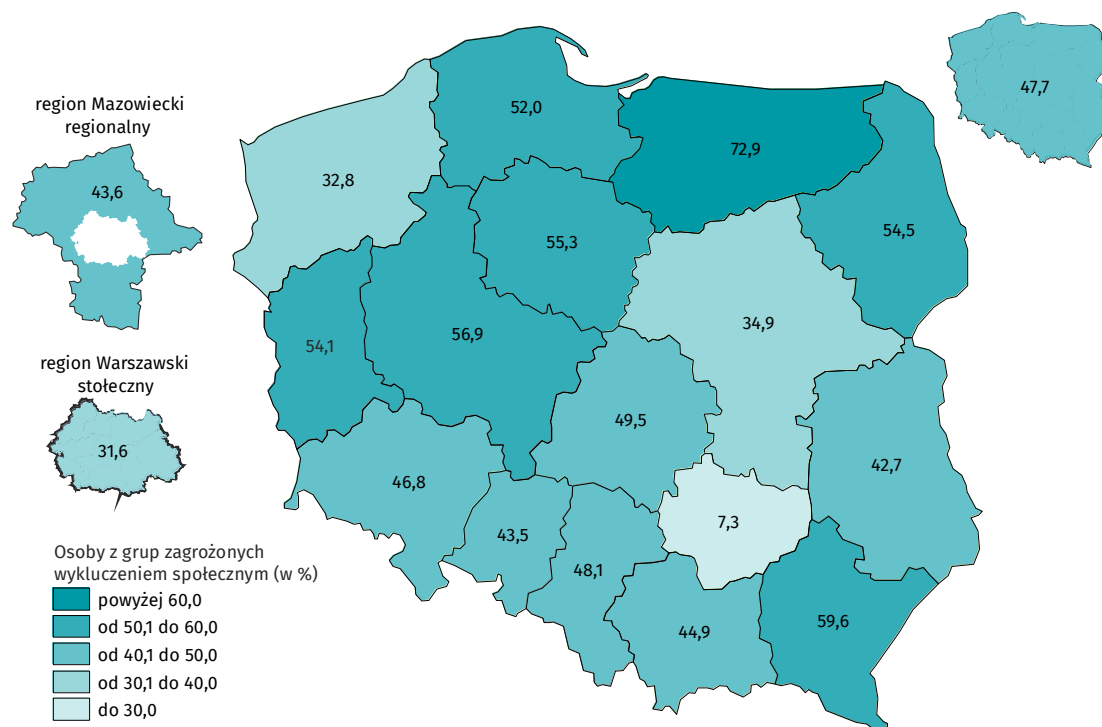 47,7
region Mazowiecki
regionalny
43,6
region Warszawski
stołeczny
31,6
52,0
72,9
32,8
54,5
55,3
34,9
56,9
54,1
49,5
42,7
46,8
7,3
43,5
48,1
44,9
59,6
Osoby z grup zagrożonych
wykluczeniem społecznym (w %)
powyżej 60,0
od 50,1 do 60,0
od 40,1 do 50,0
od 30,1 do 40,0
do 30,0